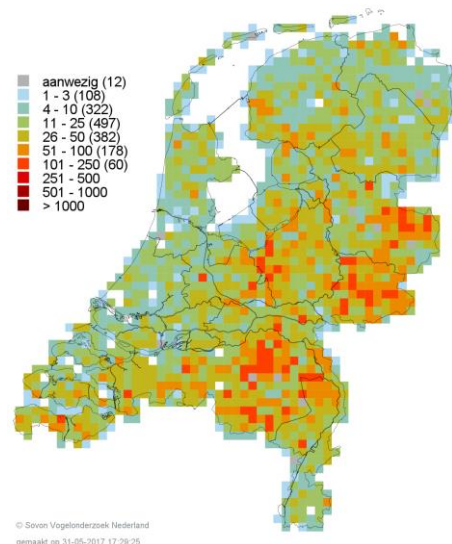 aanwezig (12)
1 - 3 (108)
4 - 10 (322)
11 - 25 (497)
26 - 50 (382)
51 - 100 (178)
101 - 250 (60)
251 - 500
501 - 1000
> 1000
© Sovon Vogelonderzoek Nederland
gemaakt op 31-05-2017 17:29:25